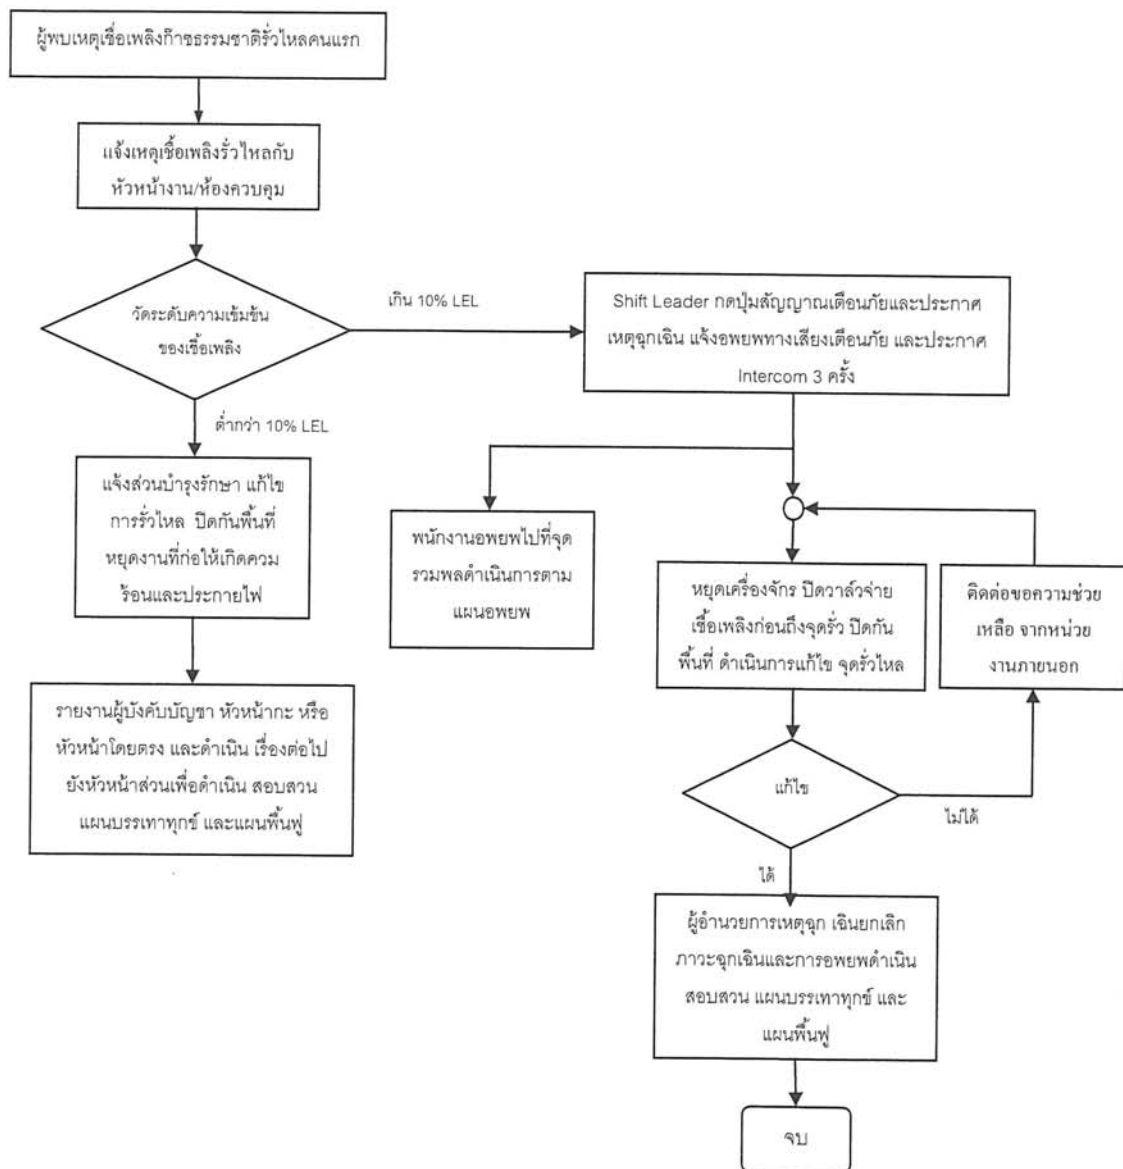 ผู้พบเหตุเชื่อเพลิงก๊าซธรรมชาติรั่วไหลคนแรก
แจ้งเหตุเชื้อเพลิงรั่วไหลกับ
หัวหน้างาน/ห้องควบคุม
วัดระดับความเข้มข้น
ของเชื้อเพลิง
เกิน 10% LEL
Shift Leader กดปุ่มสัญญาณเตือนภัยและประกาศ
เหตุฉุกเฉิน แจ้งอพยพทางเสียงเตือนภัย และประกาศ
Intercom 3 ครั้ง
ต่ำกว่า 10% LEL
แจ้งส่วนบำรุงรักษา แก้ไข
การรั่วไหล ปิดกันพื้นที่
หยุดงานที่ก่อให้เกิดควม
ร้อนและประกายไฟ
รายงานผู้บังคับบัญชา หัวหน้ากะ หรือ
หัวหน้าโดยตรง และดำเนิน เรื่องต่อไป
ยังหัวหน้าส่วนเพื่อดำเนิน สอบสวน
แผนบรรเทาทุกข์ และแผนฟื้นฟู
พนักงานอพยพไปที่จุด
รวมพลดำเนินการตาม
แผนอพยพ
หยุดเครื่องจักร ปิดวาล์วจ่าย
เชื้อเพลิงก่อนถึงจุดรั่ว ปิดกัน
พื้นที่ ดำเนินการแก้ไข จุดรั่วไหล
ติดต่อขอความช่วย
เหลือ จากหน่วย
งานภายนอก
แก้ไข
ไม่ได้
ได้
ผู้อำนวยการเหตุฉุก เฉินยกเลิก
ภาวะฉุกเฉินและการอพยพดำเนิน
สอบสวน แผนบรรเทาทุกข์ และ
แผนฟื้นฟู
จบ